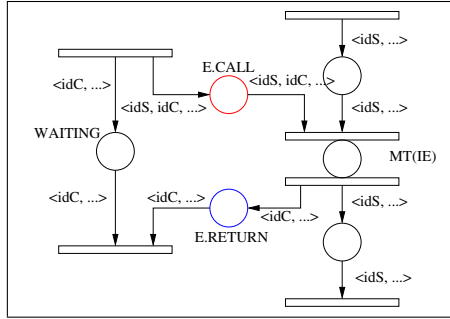 <idS, ...>
E.CALL
<idC, ...>
<idS, idC, ...>
<idS, idC, ...>
<idS, ...>
WAITING
MT(IE)
<idC, ...>
<idC, ...>
<idC, ...>
<idS, ...>
E.RETURN
<idS, ...>